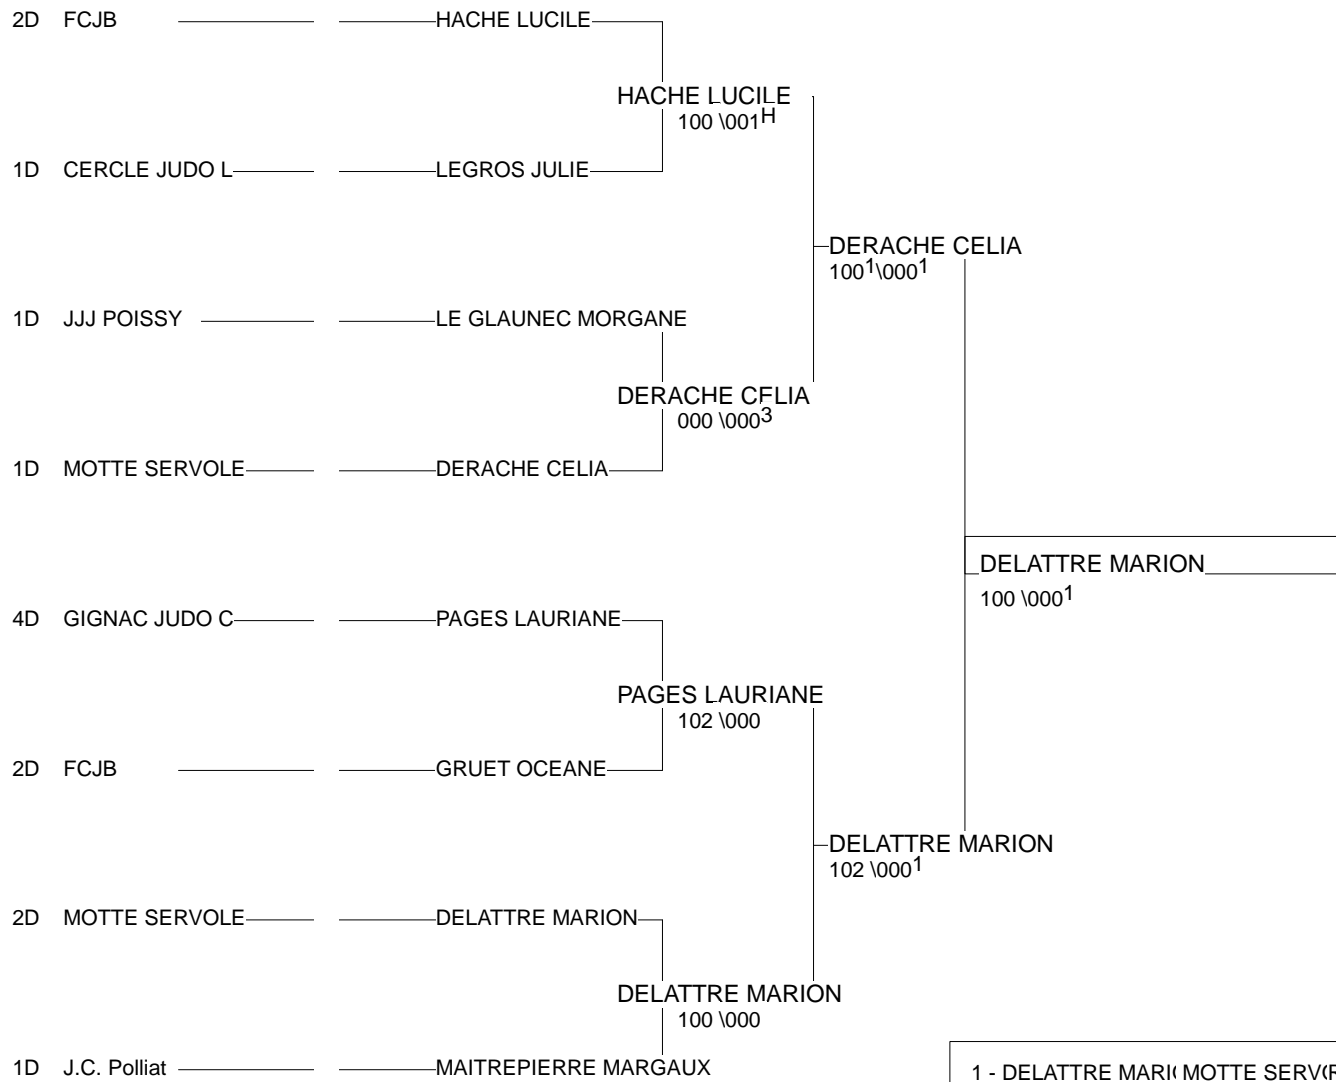 2D FCJB HACHE LUCILE
HACHE LUCILE
100 \001H
1D CERCLE JUDO L LEGROS JULIE
DERACHE CELIA
1001\0001
1D JJJ POISSY LE GLAUNEC MORGANE
DERACHE CELIA
000 \0003
1D MOTTE SERVOLE DERACHE CELIA
DELATTRE MARION
100 \0001
4D GIGNAC JUDO C PAGES LAURIANE
PAGES LAURIANE
102 \000
2D FCJB GRUET OCEANE
DELATTRE MARION
102 \0001
2D MOTTE SERVOLE DELATTRE MARION
DELATTRE MARION
100 \000
1D J.C. Polliat MAITREPIERRE MARGAUX
1 - DELATTRE MARI MOTTE SERV